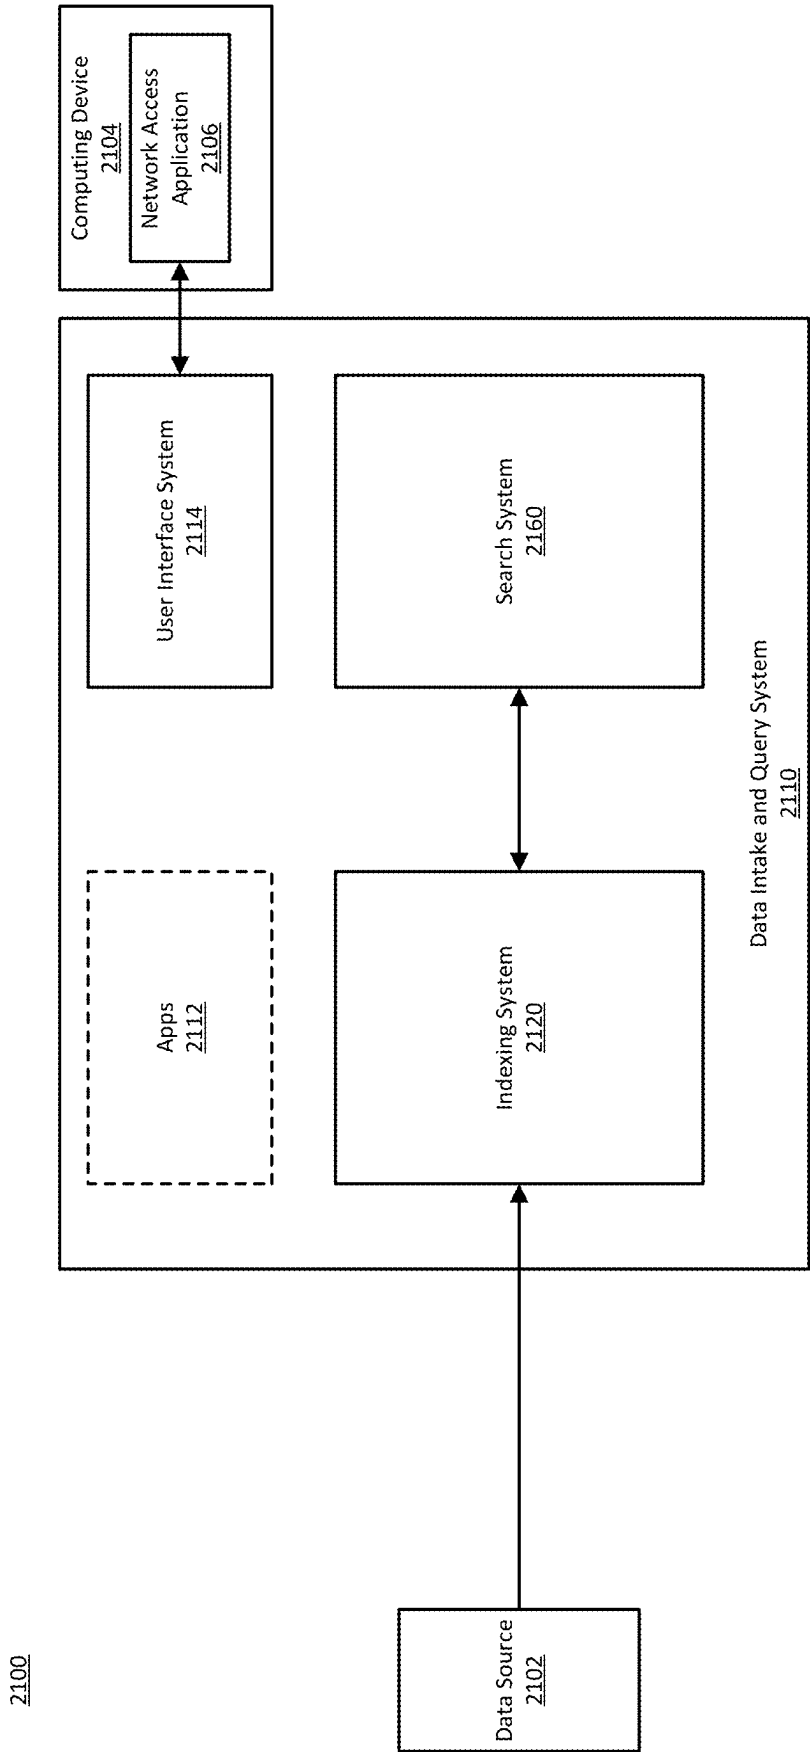 2100
Computing Device
2104
Network Access
Application
2106
User Interface System
2114
Apps
2112
Search System
2160
Indexing System
2120
Data Intake and Query System
2110
Data Source
2102